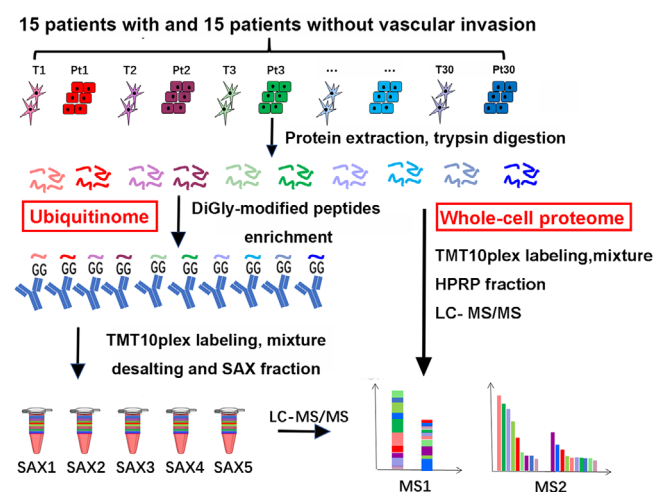 15 patients with and 15 patients without vascular invasion
T1 Pt1 T2 Pt2 T3 Pt3 ... ... T30 Pt30
Protein extraction, trypsin digestion
Ubiquitinome
DiGly-modified peptides
enrichment
Whole-cell proteome
TMT10plex labeling,mixture
HPRP fraction
LC- MS/MS
GG GG GG GG GG GG GG GG GG GG
TMT10plex labeling, mixture
desalting and SAX fraction
LC-MS/MS
SAX1 SAX2 SAX3 SAX4 SAX5
MS1 MS2